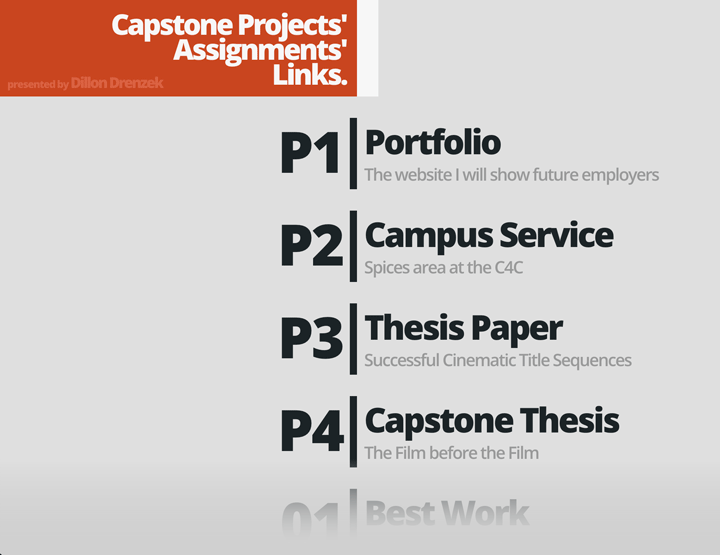 Capstone Projects'
Assignments'
Links.
presented by Dillon Drenzek
P1
Portfolio
The website I will show future employers
P2
Campus Service
Spices area at the C4C
P3
Thesis Paper
Successful Cinematic Title Sequences
P4
Capstone Thesis
The Film before the Film
01
Best Work